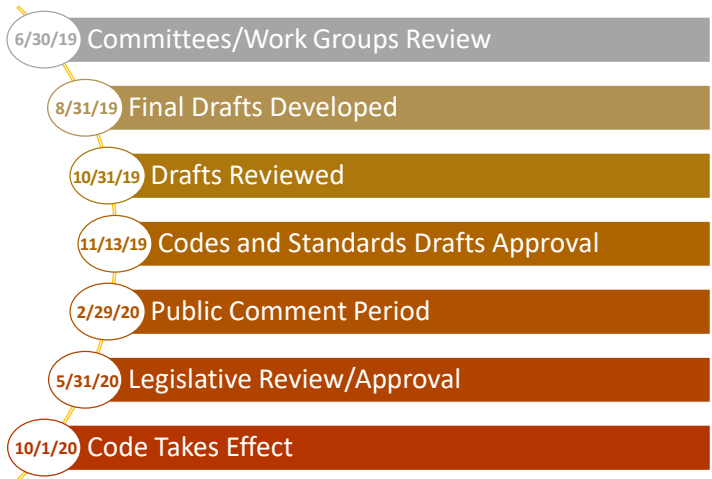 6/30/19 Committees/Work Groups Review
8/31/19 Final Drafts Developed
10/31/19 Drafts Reviewed
11/13/19 Codes and Standards Drafts Approval
2/29/20 Public Comment Period
5/31/20 Legislative Review/Approval
10/1/20 Code Takes Effect